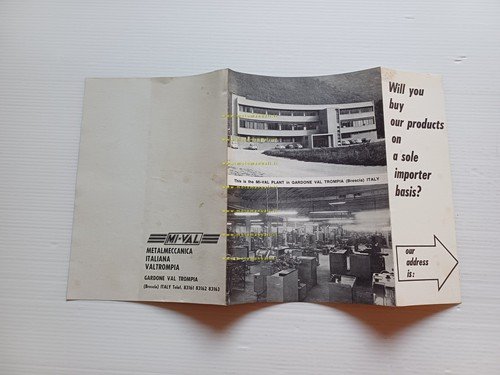 MI-VAL
METALMECCANICA
ITALIANA
VALTROMPIA
GARDONE VAL TROMPIA
(Brescia) ITALY Telef. 83161 83162 83163
This is the MI-VAL PLANT in GARDONE VAL TROMPIA (Brescia) ITALY
Will you
buy
our products
on
a sole
importer
basis?
our
address
is: